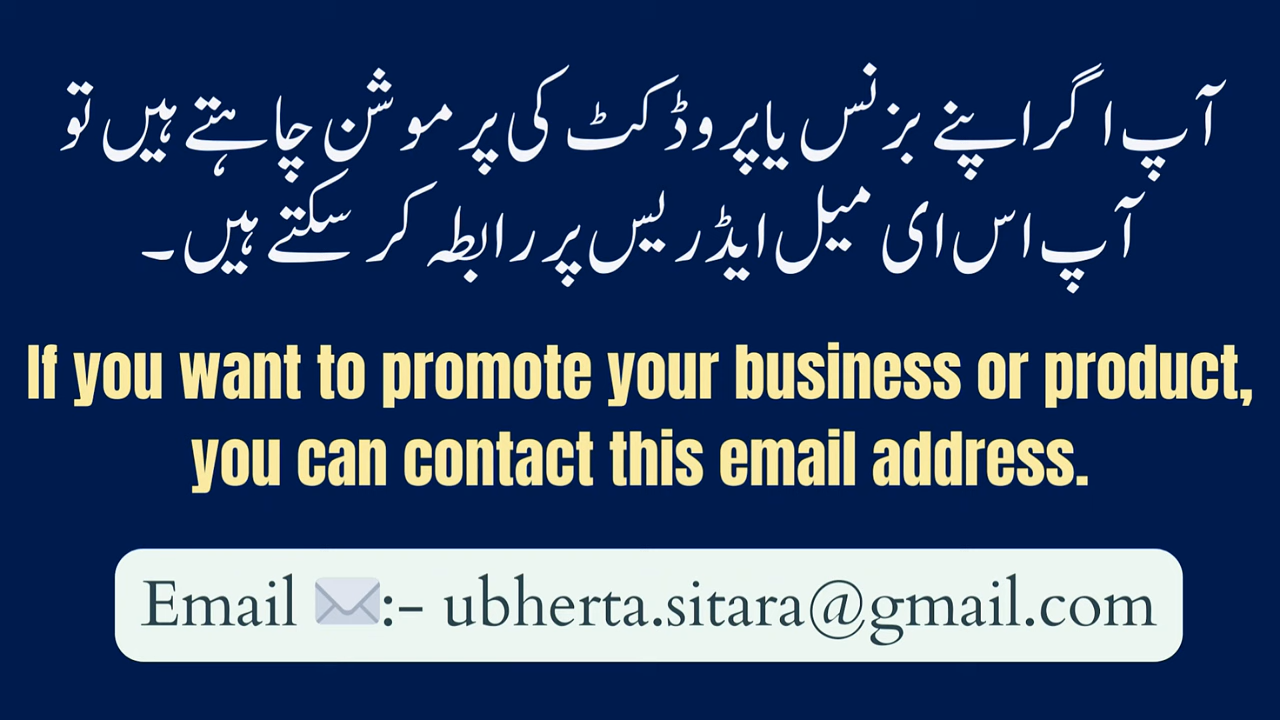 آپ اگر اپنے بزنس یا پروڈکٹ کی پرموشن چاہتے ہیں تو
آپ اس ای میل ایڈریس پر رابطہ کر سکتے ہیں۔
If you want to promote your business or product,
you can contact this email address.
Email ✉️:- ubherta.sitara@gmail.com